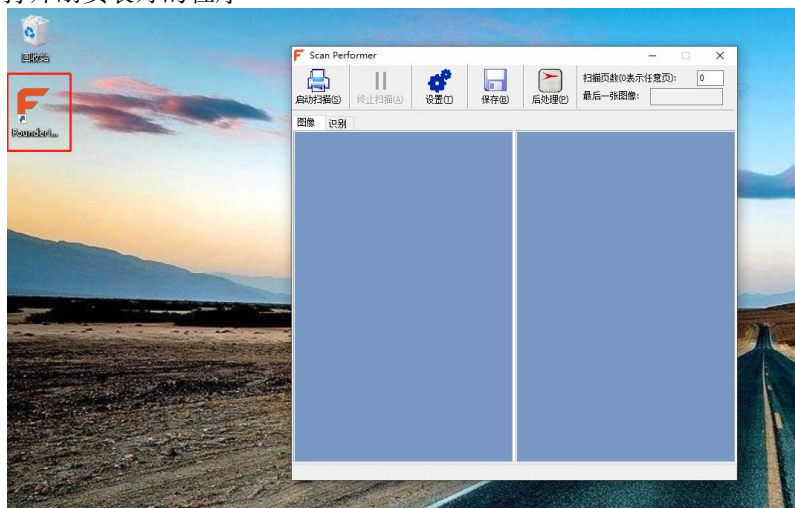 打开刚安装好的程序
回收站
Founder i...
Scan Performer
启动扫描(S)
终止扫描(A)
设置(T)
保存(B)
后处理(P)
扫描页数(0表示任意页):
0
最后一张图像:
图像
识别